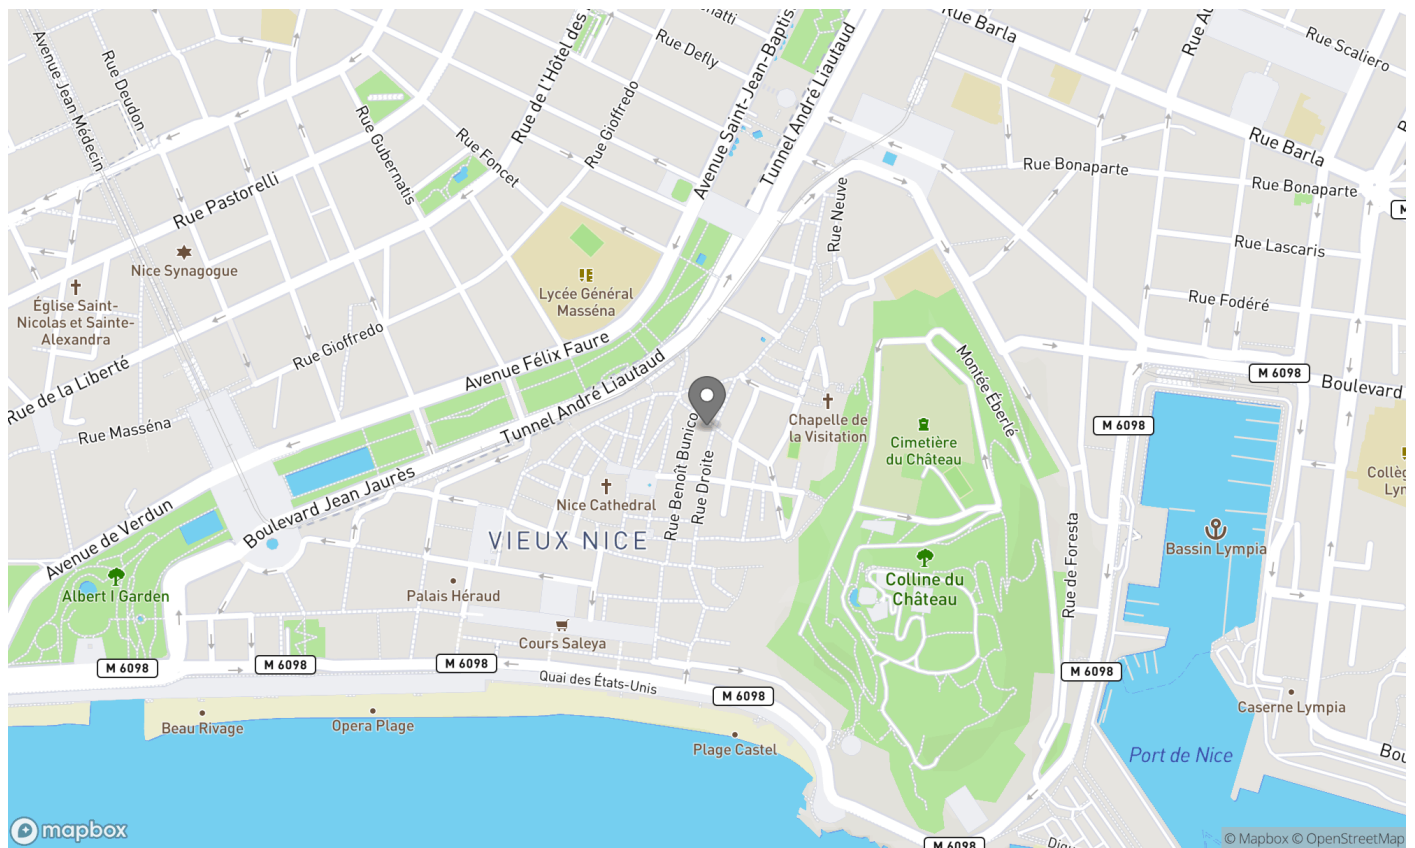 Avenue Jean Médecin
Rue Deudon
Rue de l'Hôtel des
Rue Defly
Avenue Saint-Jean-Baptis
Tunnel André Liautaud
Rue Barla
Rue Scaliero
Rue Gubernatis
Rue Foncet
Rue Gioffredo
Rue Barla
Rue Bonaparte
Rue Bonaparte
Rue Pastorelli
Rue Neuve
Rue Lascaris
Nice Synagogue
Lycée Général
Masséna
Rue Fodéré
Église Saint-
Nicolas et Sainte-
Alexandra
Rue Gioffredo
Avenue Félix Faure
Montée Éberlé
M 6098
Boulevard
Rue de la Liberté
Rue Masséna
Tunnel André Liautaud
Rue Benoît Bunico
Rue Droite
Chapelle de
la Visitation
Cimetière
du Château
M 6098
Nice Cathedral
Boulevard Jean Jaurès
Avenue de Verdun
VIEUX NICE
Bassin Lympia
Rue de Foresta
Albert I Garden
Palais Héraud
Colline du
Château
Cours Saleya
M 6098
M 6098
M 6098
Quai des États-Unis
M 6098
M 6098
Beau Rivage
Opera Plage
Plage Castel
Caserne Lympia
Port de Nice
M 6098
mapbox
© Mapbox © OpenStreetMap